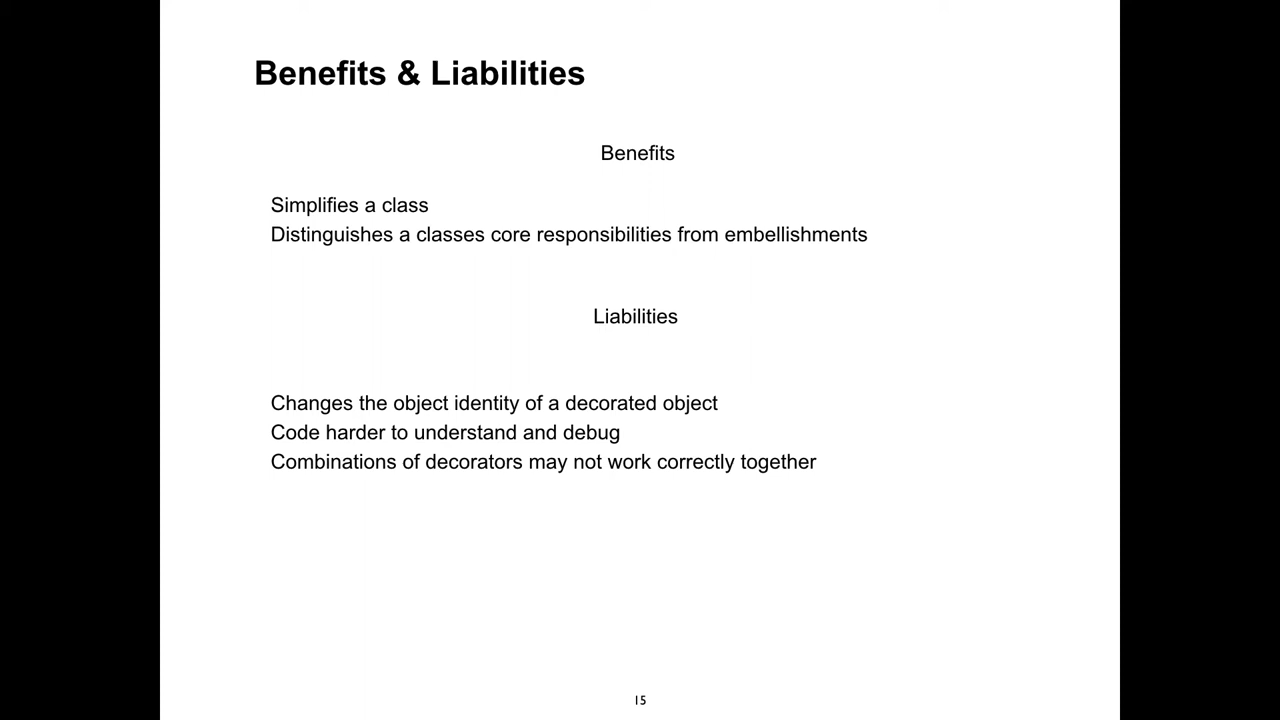 Benefits & Liabilities
Benefits
Simplifies a class
Distinguishes a classes core responsibilities from embellishments
Liabilities
Changes the object identity of a decorated object
Code harder to understand and debug
Combinations of decorators may not work correctly together
15